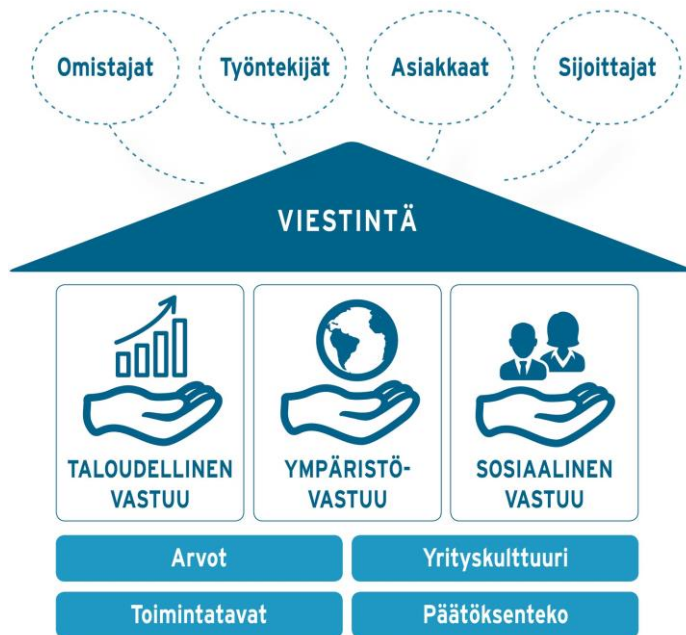 Omistajat
Työntekijät
Asiakkaat
Sijoittajat
VIESTINTÄ
TALOUDELLINEN
VASTUU
YMPÄRISTÖ-
VASTUU
SOSIAALINEN
VASTUU
Arvot
Yrityskulttuuri
Toimintatavat
Päätöksenteko